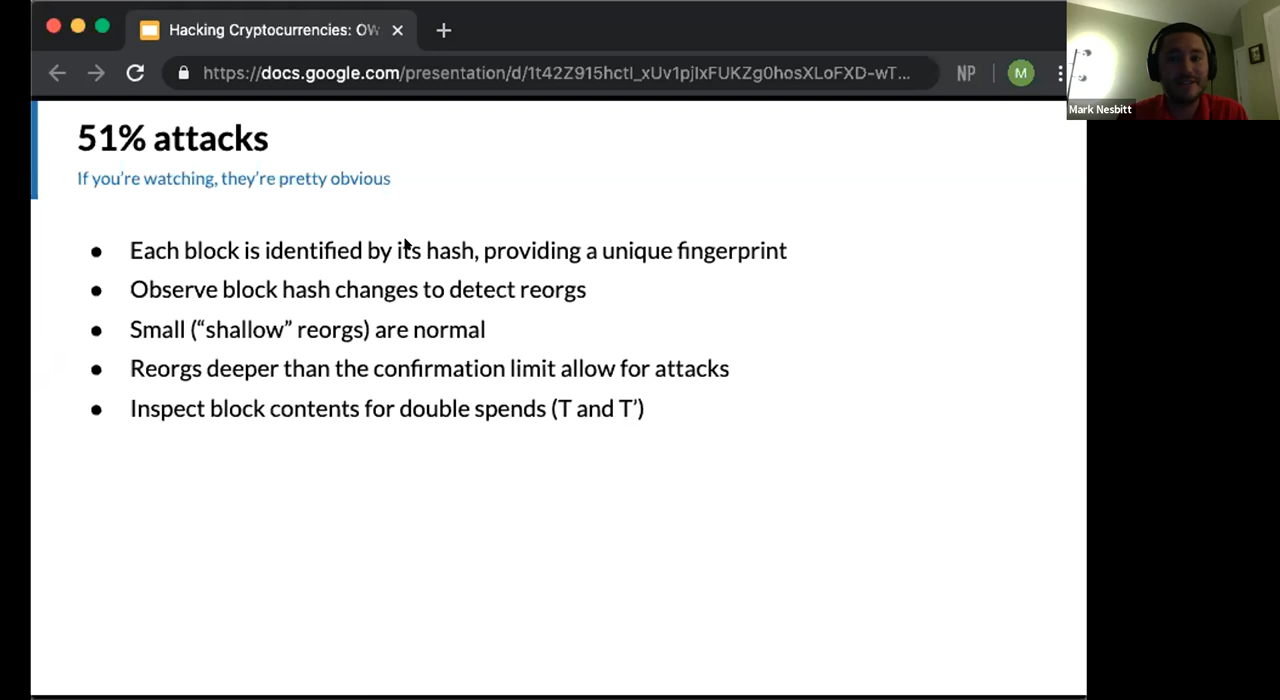 Hacking Cryptocurrencies: OW
https://docs.google.com/presentation/d/1t42Z915hctI_xUv1pjIxFUKZg0hosXLoFXD-wT...
NP
M
Mark Nesbitt
51% attacks
If you're watching, they're pretty obvious
● Each block is identified by its hash, providing a unique fingerprint
● Observe block hash changes to detect reorgs
● Small (“shallow” reorgs) are normal
● Reorgs deeper than the confirmation limit allow for attacks
● Inspect block contents for double spends (T and T’)